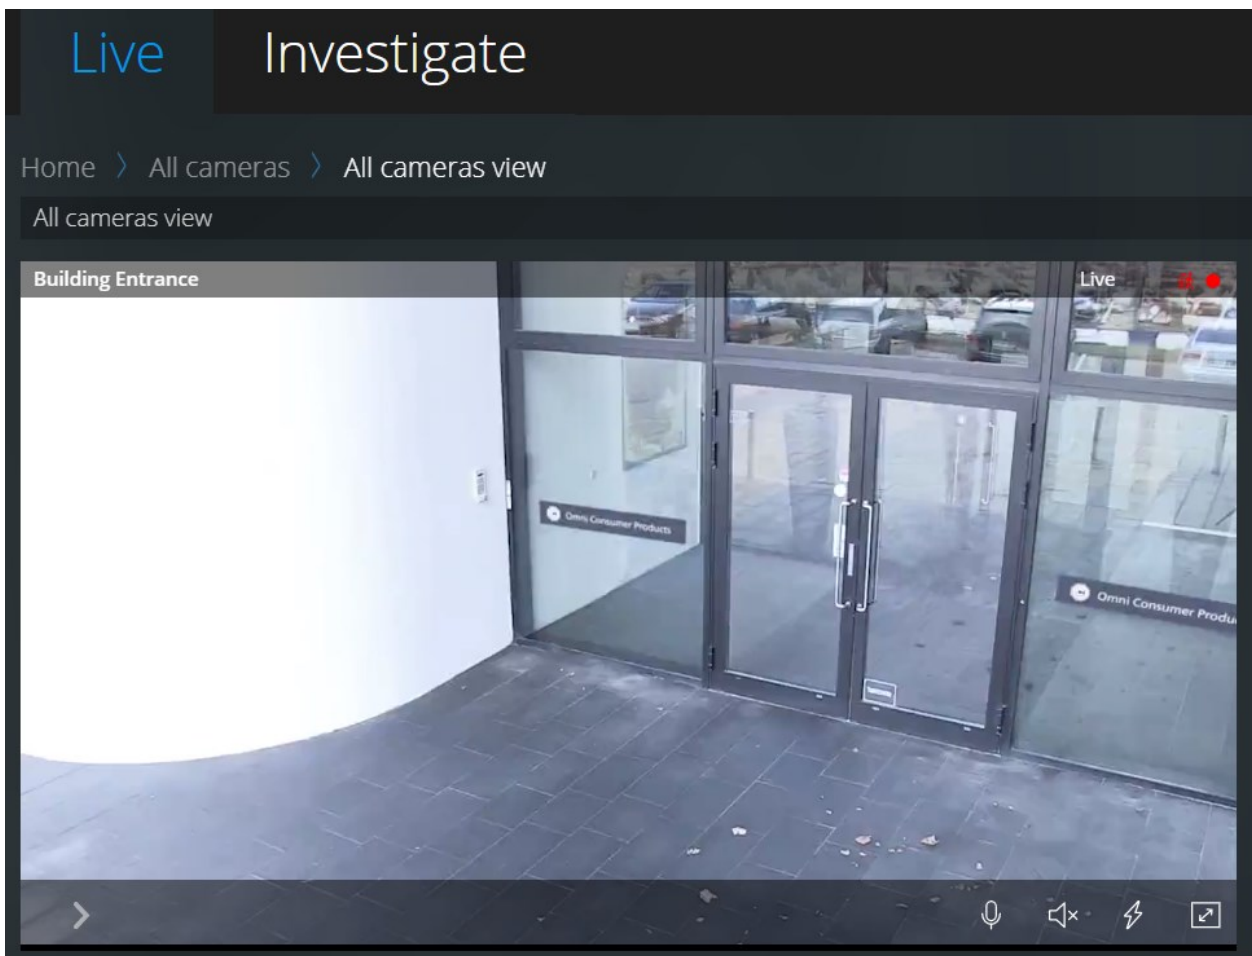 Live Investigate
Home 〉 All cameras 〉 All cameras view
All cameras view
Building Entrance Live
Omni Consumer Products
Omni Consumer Produ